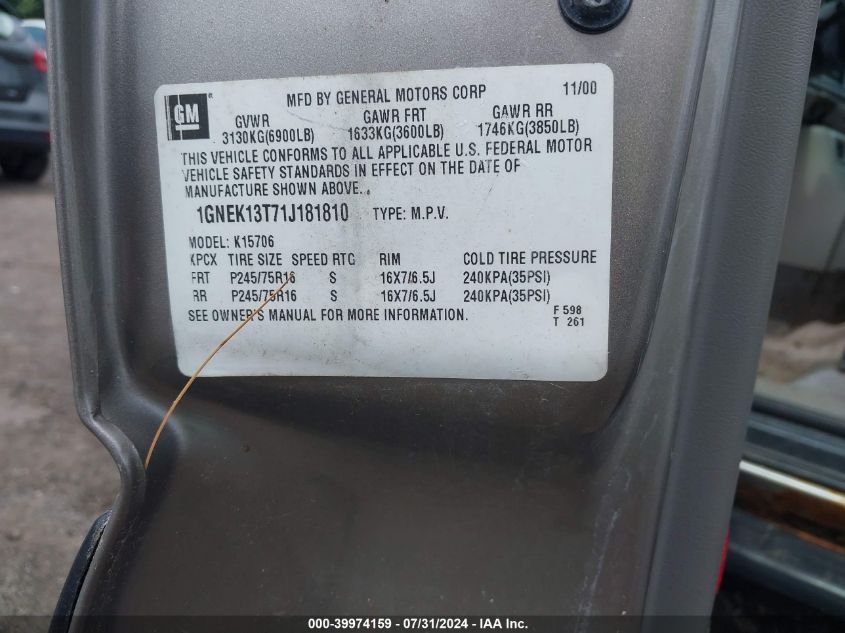 GM
MFD BY GENERAL MOTORS CORP 11/00
GVWR GAWR FRT GAWR RR
3130KG(6900LB) 1633KG(3600LB) 1746KG(3850LB)
THIS VEHICLE CONFORMS TO ALL APPLICABLE U.S. FEDERAL MOTOR
VEHICLE SAFETY STANDARDS IN EFFECT ON THE DATE OF
MANUFACTURE SHOWN ABOVE.
1GNEK13T71J181810 TYPE: M.P.V.
MODEL: K15706
KPCX TIRE SIZE SPEED RTG RIM COLD TIRE PRESSURE
FRT P245/75R16 S 16X7/6.5J 240KPA(35PSI)
RR P245/75R16 S 16X7/6.5J 240KPA(35PSI)
SEE OWNER'S MANUAL FOR MORE INFORMATION. F 598
T 261
000-39974159 - 07/31/2024 - IAA Inc.